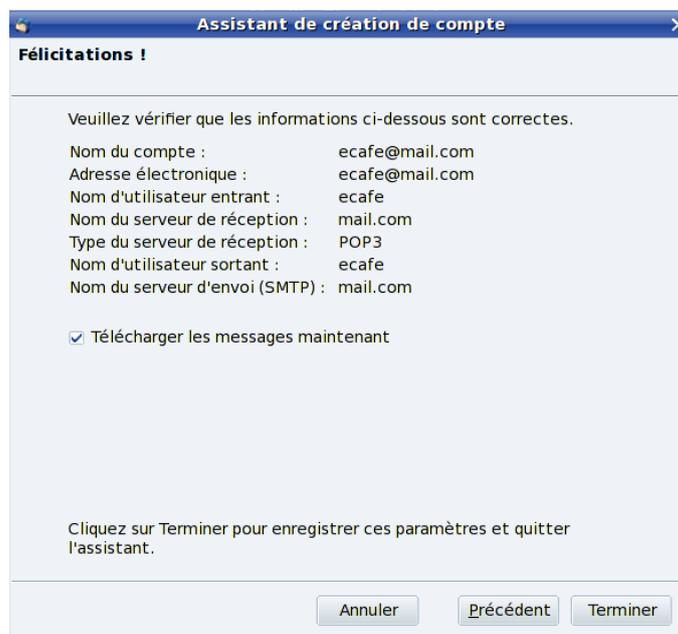 Assistant de création de compte
Félicitations !
Veuillez vérifier que les informations ci-dessous sont correctes.
Nom du compte : ecafe@mail.com
Adresse électronique : ecafe@mail.com
Nom d'utilisateur entrant : ecafe
Nom du serveur de réception : mail.com
Type du serveur de réception : POP3
Nom d'utilisateur sortant : ecafe
Nom du serveur d'envoi (SMTP) : mail.com
Télécharger les messages maintenant
Cliquez sur Terminer pour enregistrer ces paramètres et quitter
l'assistant.
Annuler Précédent Terminer